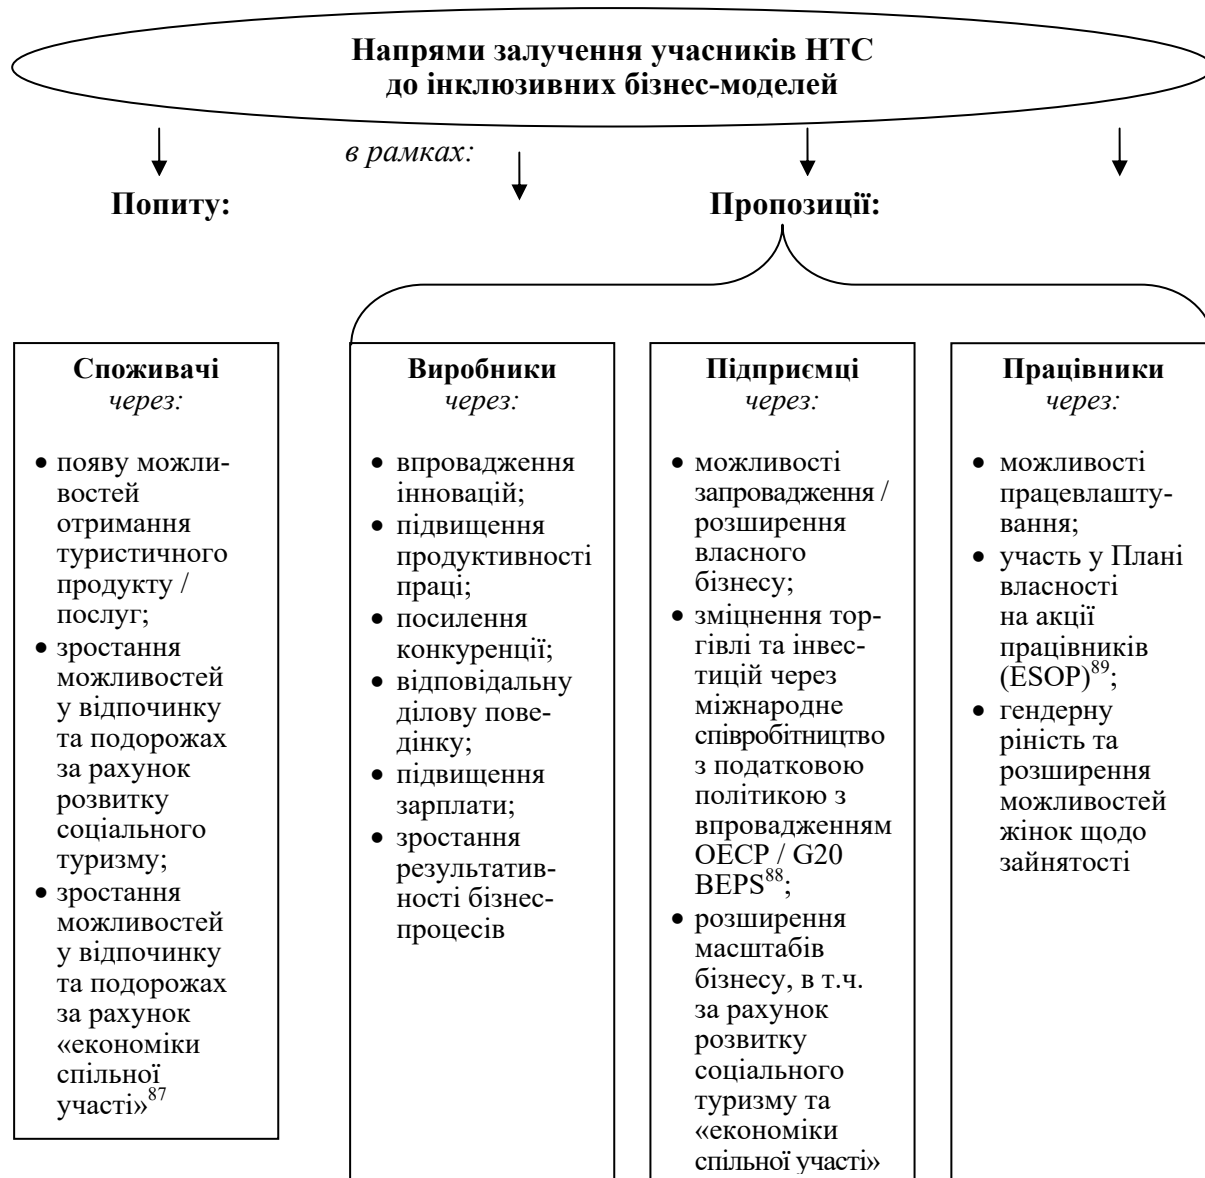 Напрями залучення учасників НТС
до інклюзивних бізнес-моделей
в рамках:
Попиту:
Пропозиції:
Споживачі
через:
• появу можли-
востей
отримання
туристичного
продукту /
послуг;
• зростання
можливостей
у відпочинку
та подорожах
за рахунок
розвитку
соціального
туризму;
• зростання
можливостей
у відпочинку
та подорожах
за рахунок
«економіки
спільної
участі»87
Виробники
через:
• впровадження
інновацій;
• підвищення
продуктивності
праці;
• посилення
конкуренції;
• відповідальну
ділову пове-
дінку;
• підвищення
зарплати;
• зростання
результатив-
ності бізнес-
процесів
Підприємці
через:
• можливості
запровадження /
розширення
власного
бізнесу;
• зміцнення тор-
гівлі та інвес-
тицій через
міжнародне
співробітництво
з податковою
політикою з
впровадженням
ОЕСР / G20
BEPS88;
• розширення
масштабів
бізнесу, в т.ч.
за рахунок
розвитку
соціального
туризму та
«економіки
спільної участі»
Працівники
через:
• можливості
працевлашту-
вання;
• участь у Плані
власності
на акції
працівників
(ESOP)89;
• гендерну
ріність та
розширення
можливостей
жінок щодо
зайнятості